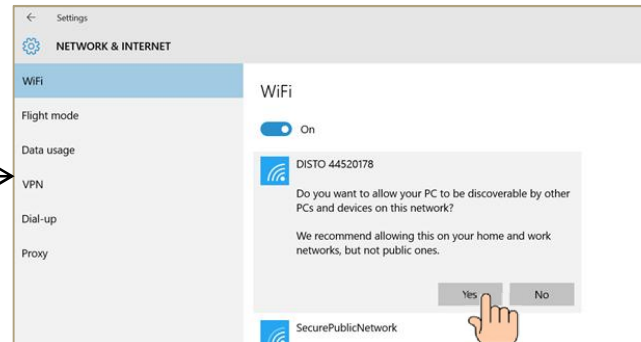 Settings
NETWORK & INTERNET
WiFi
Flight mode
Data usage
VPN
Dial-up
Proxy
WiFi
On
DISTO 44520178
Do you want to allow your PC to be discoverable by other
PCs and devices on this network?
We recommend allowing this on your home and work
networks, but not public ones.
Yes No
SecurePublicNetwork